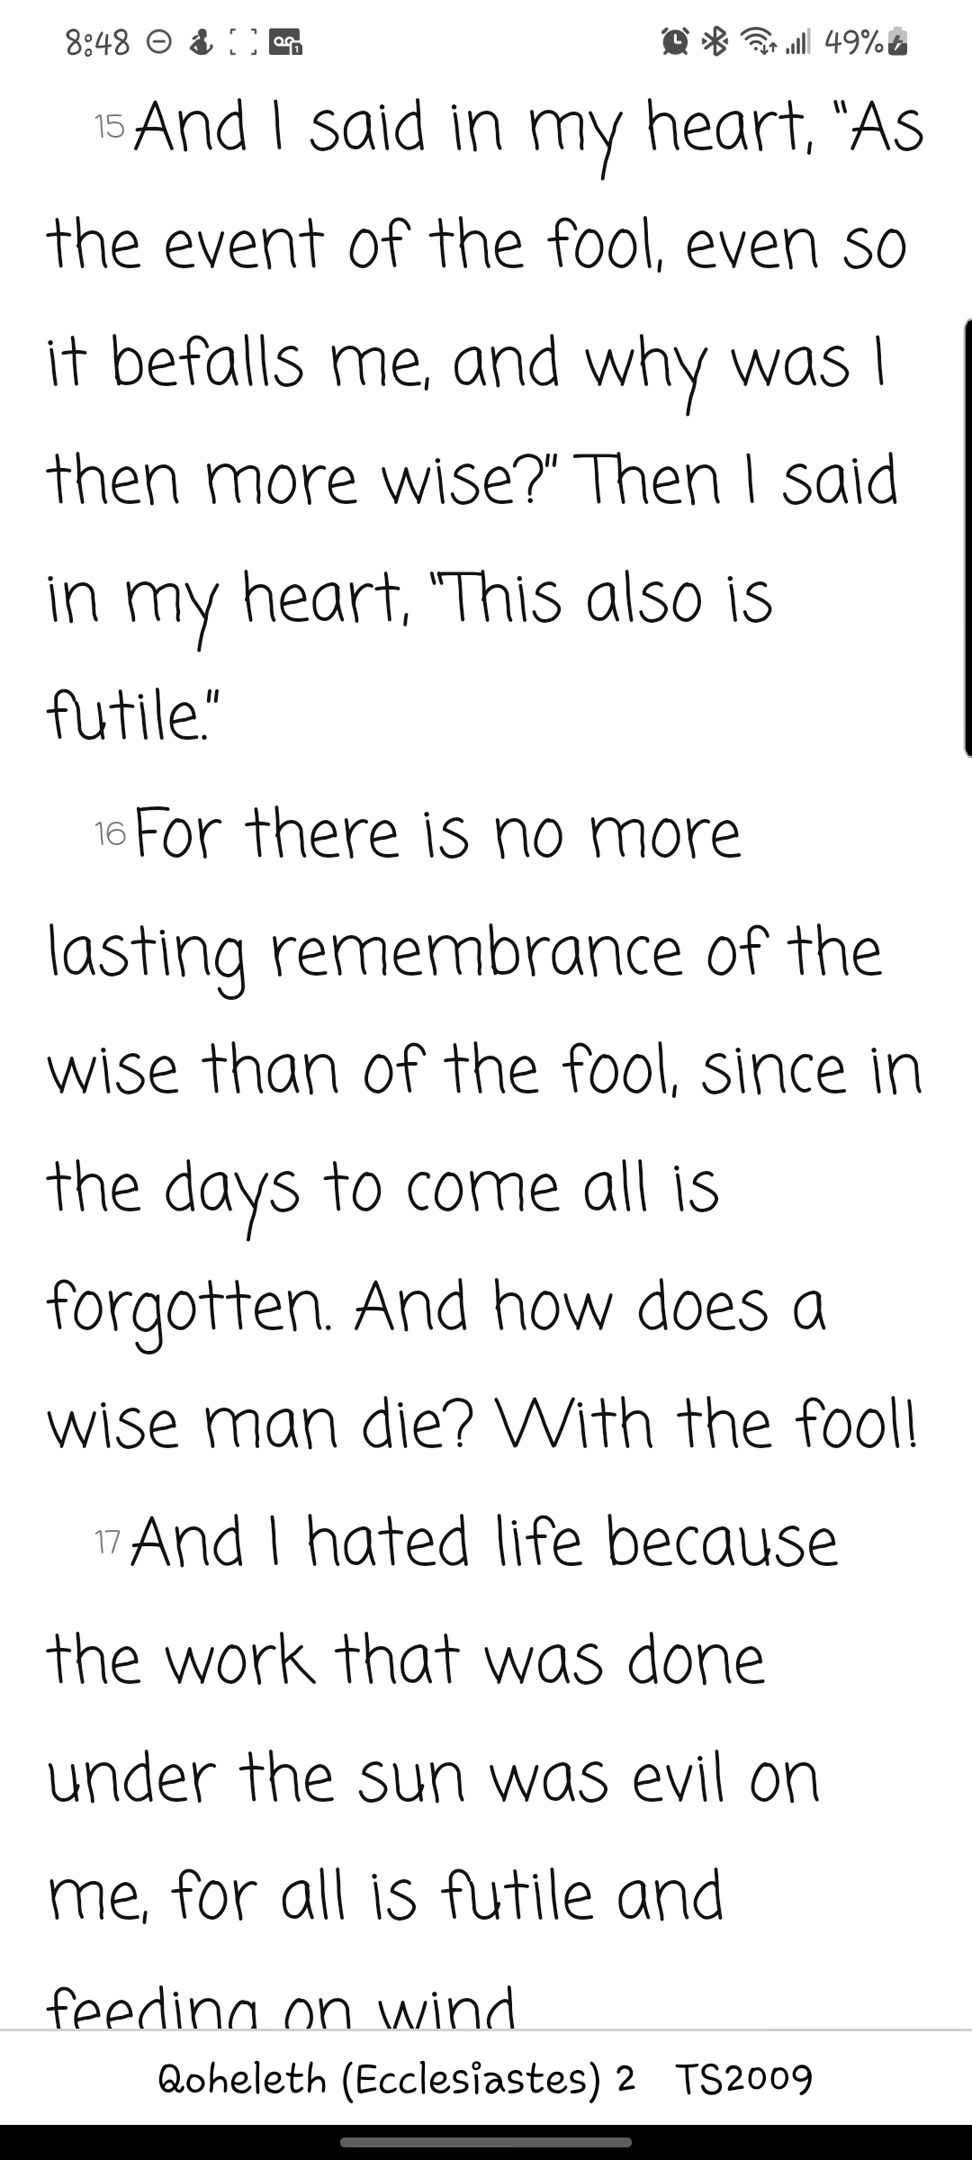 8:48 49%
15 And I said in my heart, "As
the event of the fool, even so
it befalls me, and why was I
then more wise?" Then I said
in my heart, "This also is
futile."
16 For there is no more
lasting remembrance of the
wise than of the fool, since in
the days to come all is
forgotten. And how does a
wise man die? With the fool!
17 And I hated life because
the work that was done
under the sun was evil on
me, for all is futile and
feeding on wind
Qoheleth (Ecclesiastes) 2 TS2009